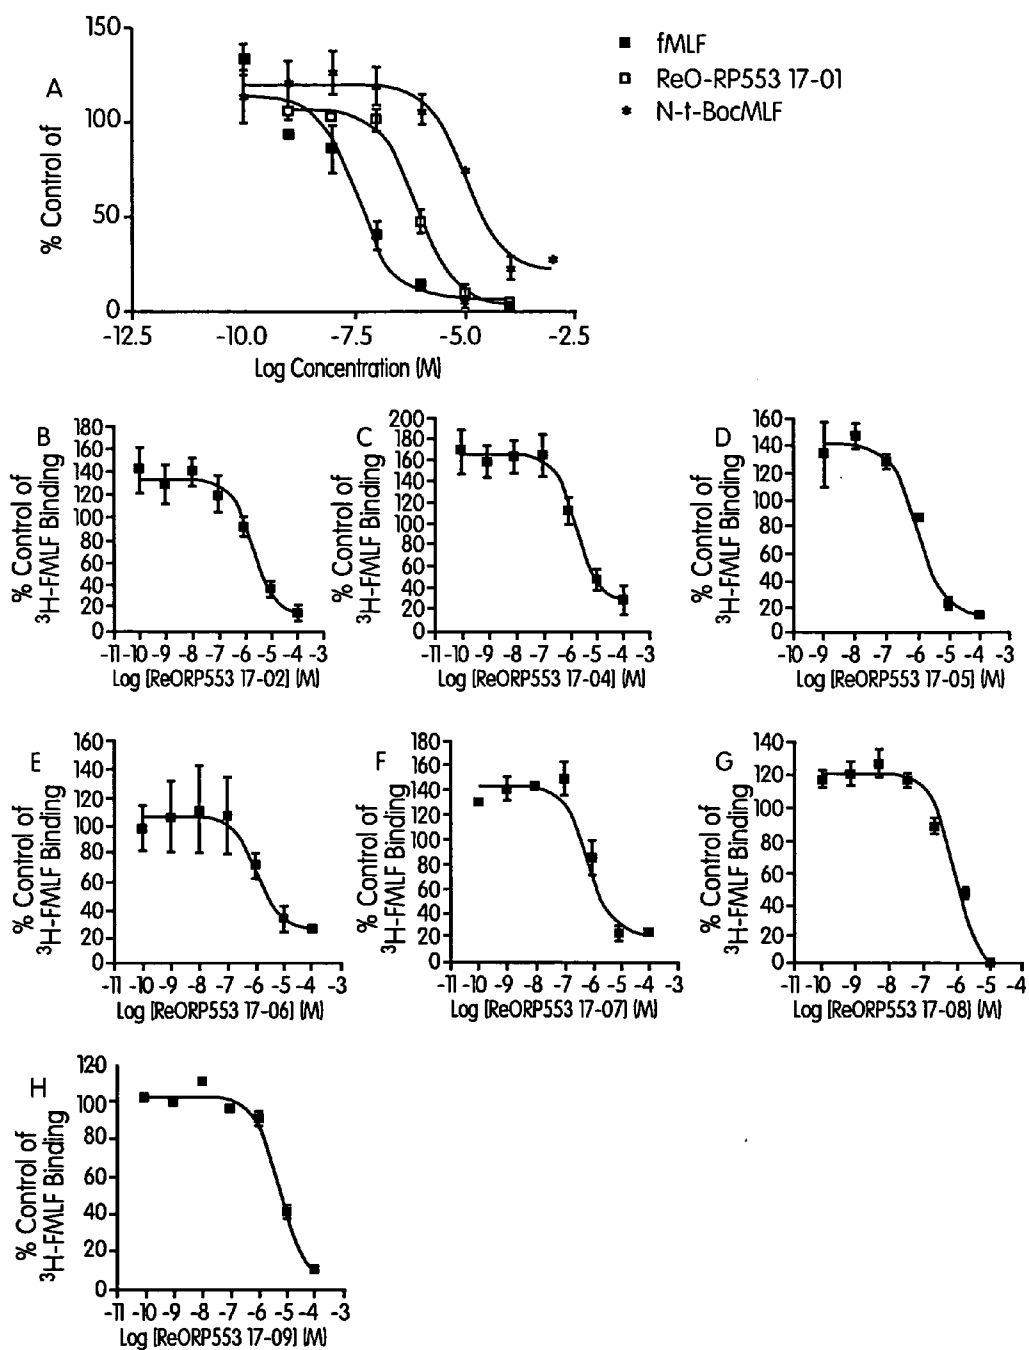 A
% Control of
150
100
50
0
-12.5 -10.0 -7.5 -5.0 -2.5
Log Concentration (M)
fMLF
ReO-RP553 17-01
N-t-BocMLF
B
% Control of
³H-FMLF Binding
180
160
140
120
100
80
60
40
20
0
-11 -10 -9 -8 -7 -6 -5 -4 -3
Log [ReORP553 17-02] (M)
C
% Control of
³H-FMLF Binding
200
180
160
140
120
100
80
60
40
20
0
-11 -10 -9 -8 -7 -6 -5 -4 -3
Log [ReORP553 17-04] (M)
D
% Control of
³H-FMLF Binding
160
140
120
100
80
60
40
20
0
-10 -9 -8 -7 -6 -5 -4 -3
Log [ReORP553 17-05] (M)
E
% Control of
³H-FMLF Binding
160
140
120
100
80
60
40
20
0
-11 -10 -9 -8 -7 -6 -5 -4 -3
Log [ReORP553 17-06] (M)
F
% Control of
³H-FMLF Binding
180
160
140
120
100
80
60
40
20
0
-11 -10 -9 -8 -7 -6 -5 -4 -3
Log [ReORP553 17-07] (M)
G
% Control of
³H-FMLF Binding
140
120
100
80
60
40
20
0
-11 -10 -9 -8 -7 -6 -5 -4
Log [ReORP553 17-08] (M)
H
% Control of
³H-FMLF Binding
120
100
80
60
40
20
0
-11 -10 -9 -8 -7 -6 -5 -4 -3
Log [ReORP553 17-09] (M)